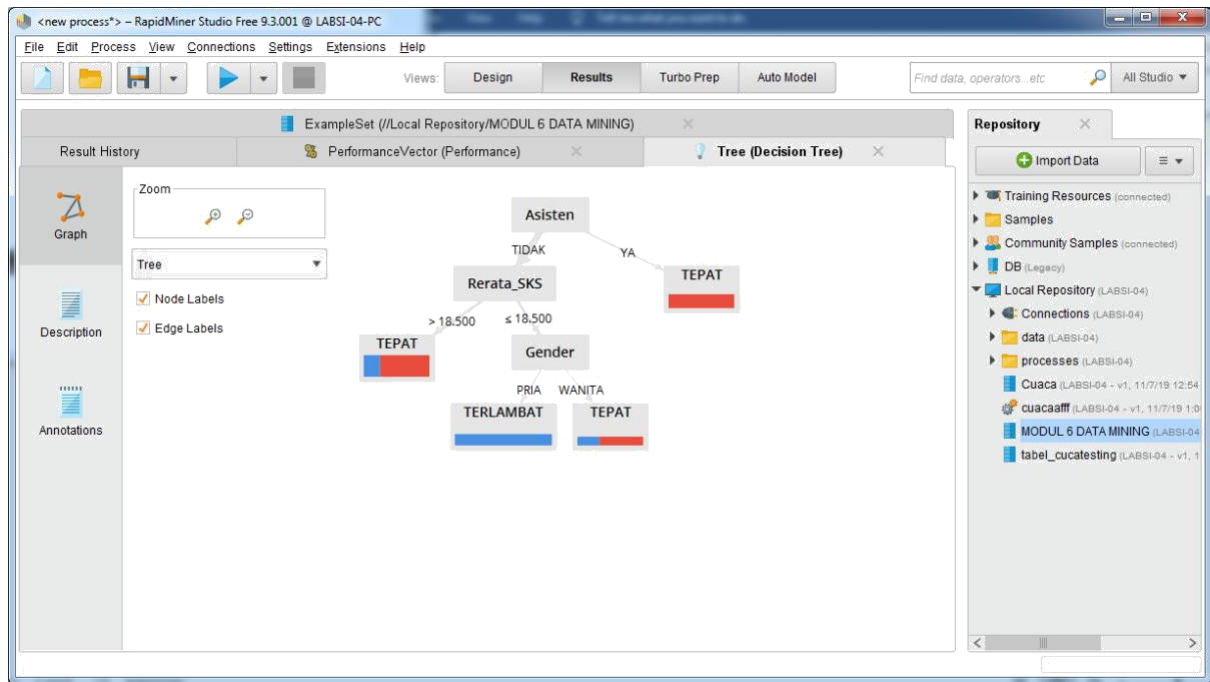 <new process*> – RapidMiner Studio Free 9.3.001 @ LABSI-04-PC
File Edit Process View Connections Settings Extensions Help
Views: Design Results Turbo Prep Auto Model Find data, operators...etc All Studio
ExampleSet (//Local Repository/MODUL 6 DATA MINING)
Result History PerformanceVector (Performance) Tree (Decision Tree)
Graph
Description
Annotations
Zoom
Tree
Node Labels
Edge Labels
Asisten
TIDAK YA
Rerata_SKS TEPAT
> 18.500 ≤ 18.500
TEPAT Gender
PRIA WANITA
TERLAMBAT TEPAT
Repository
Import Data
Training Resources (connected)
Samples
Community Samples (connected)
DB (Legacy)
Local Repository (LABSI-04)
Connections (LABSI-04)
data (LABSI-04)
processes (LABSI-04)
Cuaca (LABSI-04 - v1, 11/7/19 12:54
cuacaafff (LABSI-04 - v1, 11/7/19 1:0
MODUL 6 DATA MINING (LABSI-04
tabel_cucatesting (LABSI-04 - v1, 1